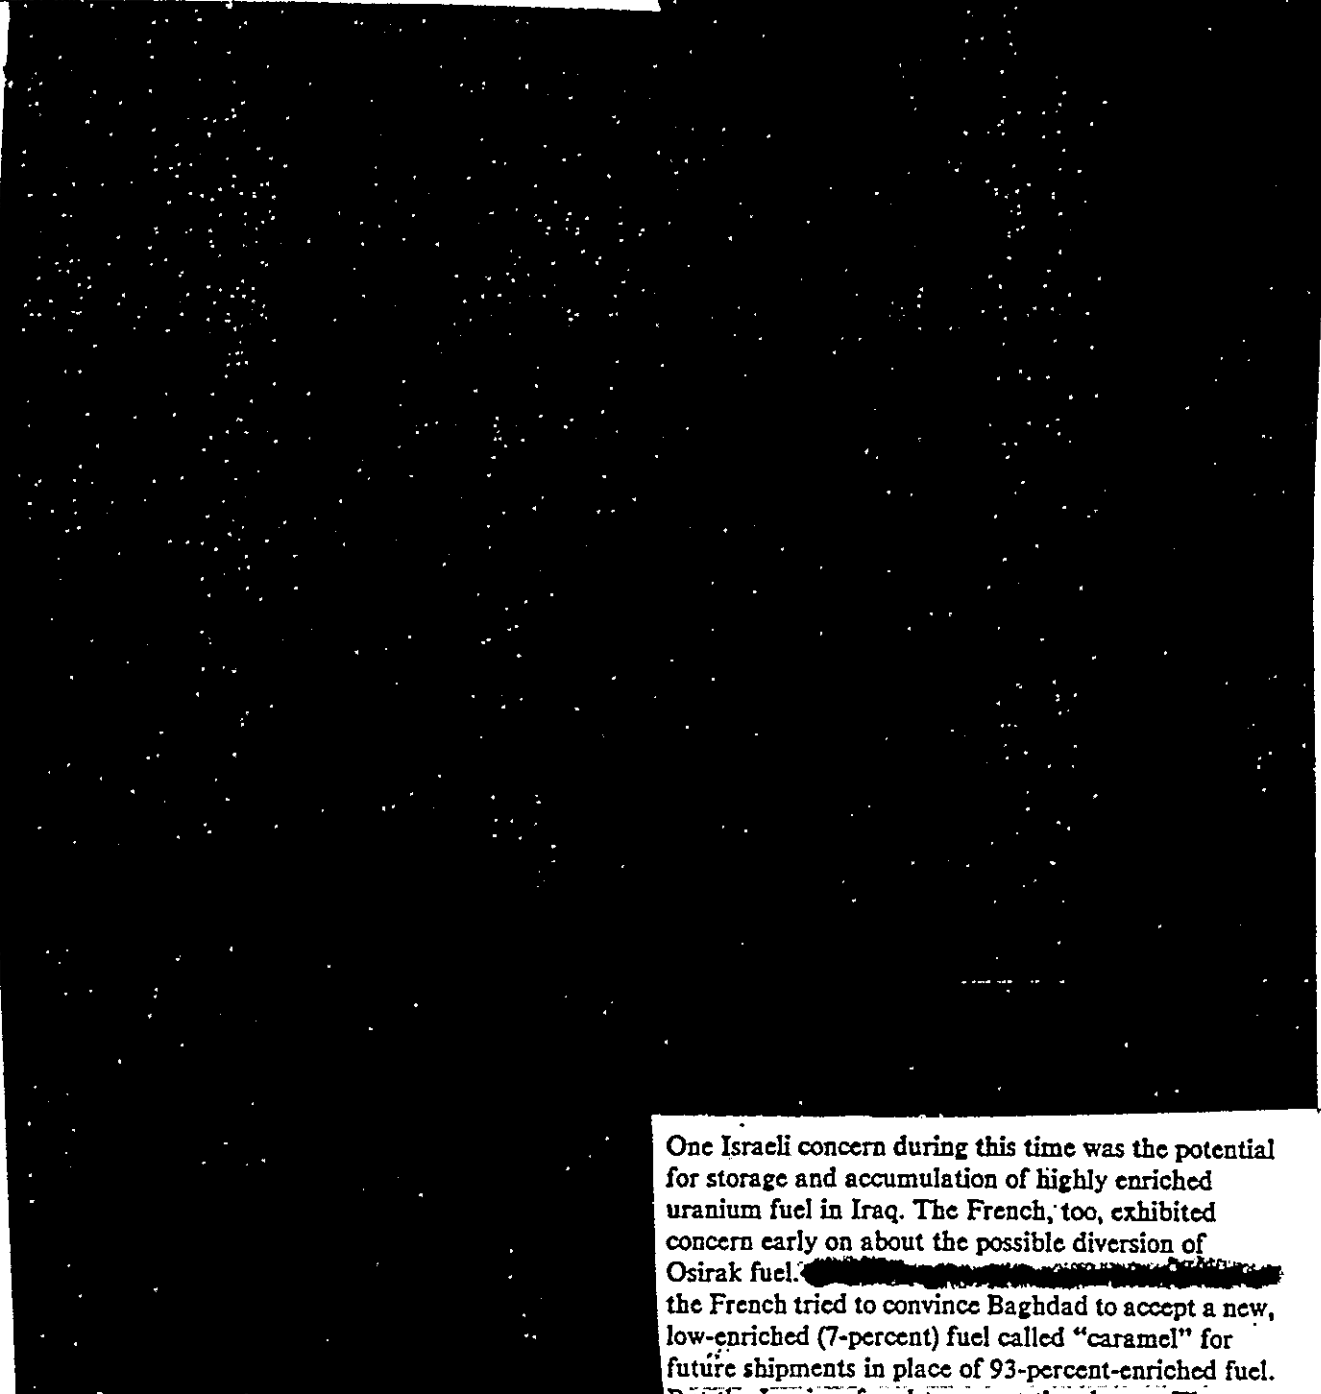 One Israeli concern during this time was the potential
for storage and accumulation of highly enriched
uranium fuel in Iraq. The French, too, exhibited
concern early on about the possible diversion of
Osirak fuel.
the French tried to convince Baghdad to accept a new,
low-enriched (7-percent) fuel called “caramel” for
future shipments in place of 93-percent-enriched fuel.